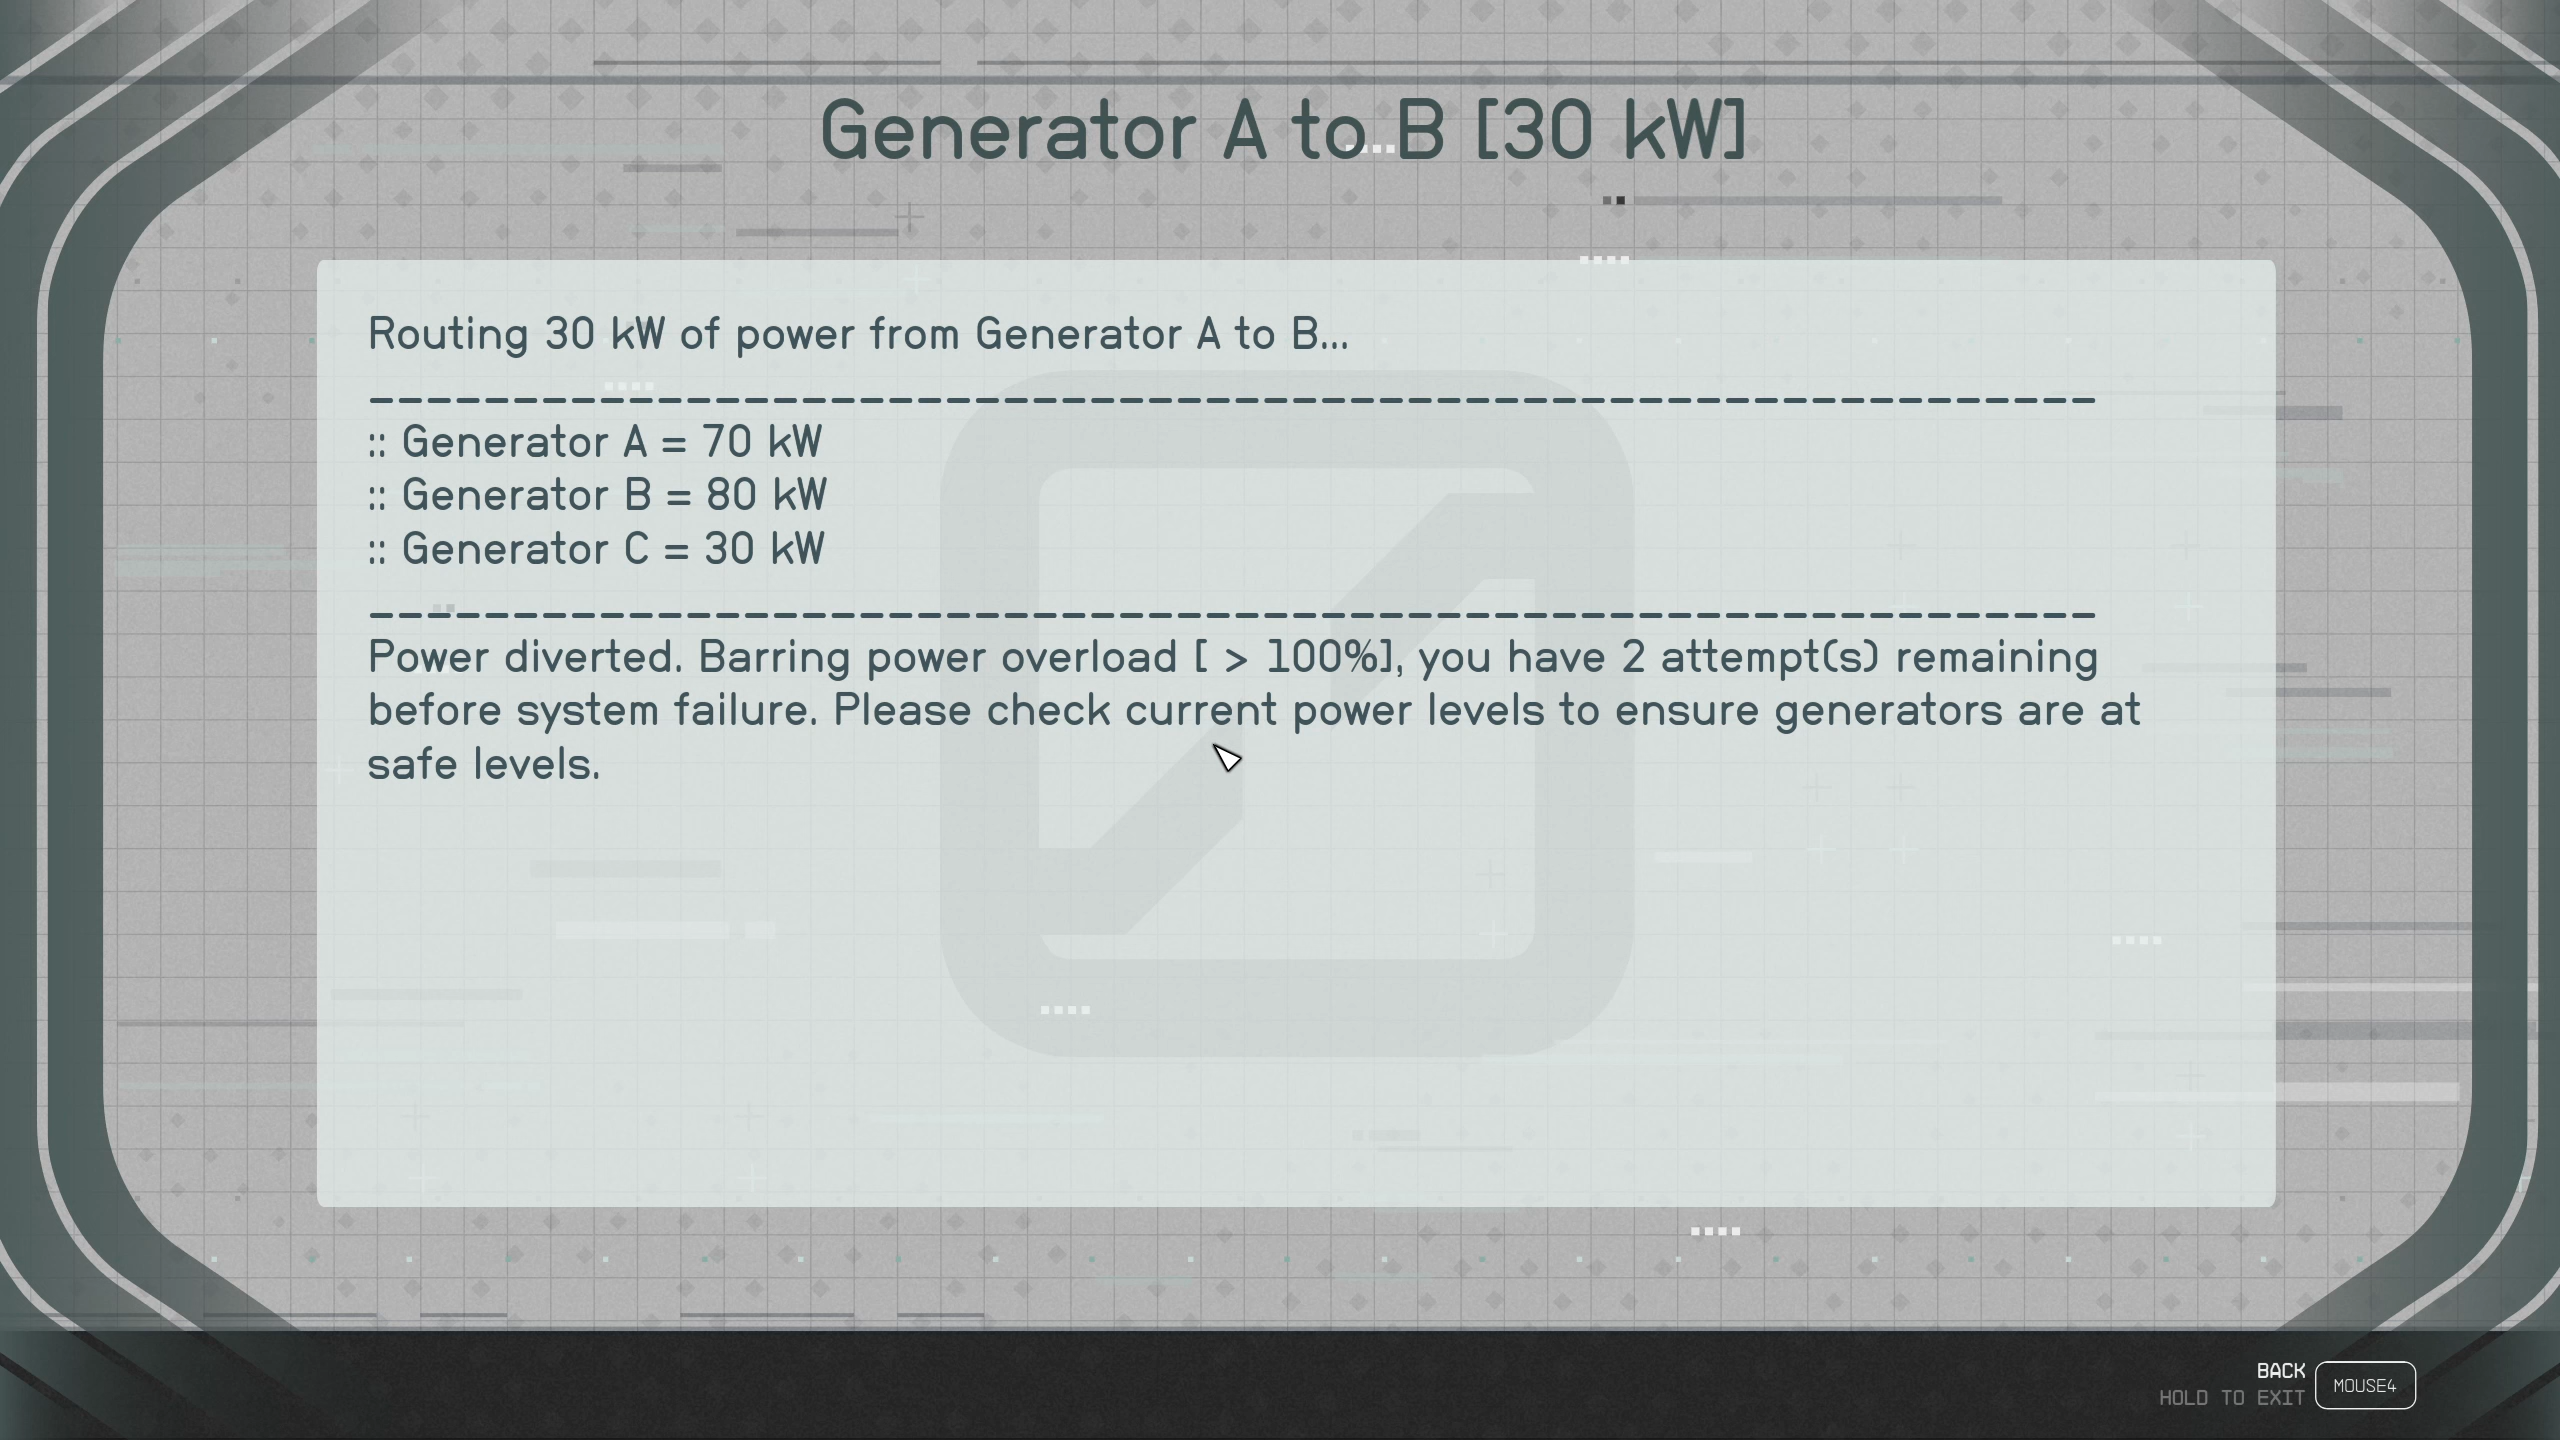 Generator A to B [30 kW]
Routing 30 kW of power from Generator A to B...
------------------------------------------------------------
:: Generator A = 70 kW
:: Generator B = 80 kW
:: Generator C = 30 kW
------------------------------------------------------------
Power diverted. Barring power overload [ > 100%], you have 2 attempt(s) remaining
before system failure. Please check current power levels to ensure generators are at
safe levels.
BACK
HOLD TO EXIT
MOUSE4